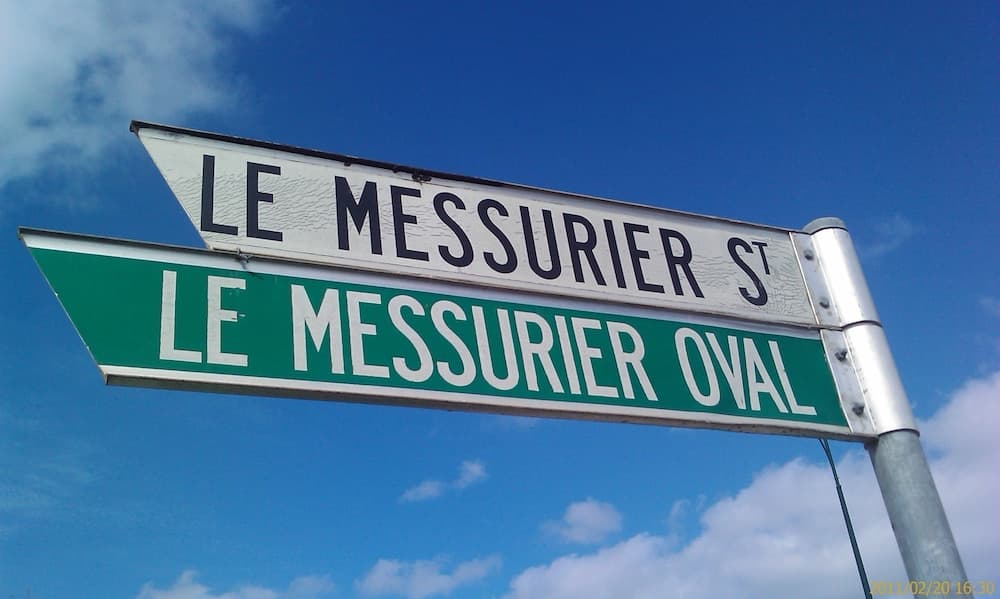 LE MESSURIER ST
LE MESSURIER OVAL
2011/02/20 16:30